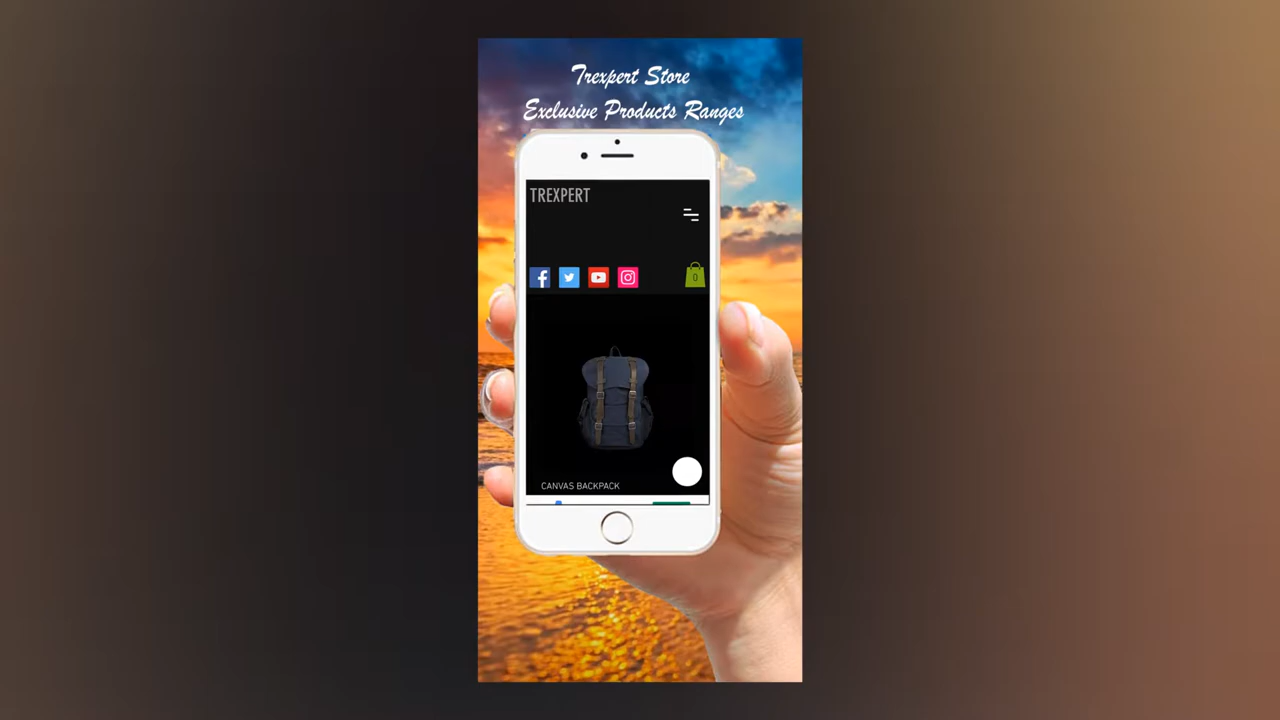 Trexpert Store
Exclusive Products Ranges
TREXPERT
0
CANVAS BACKPACK